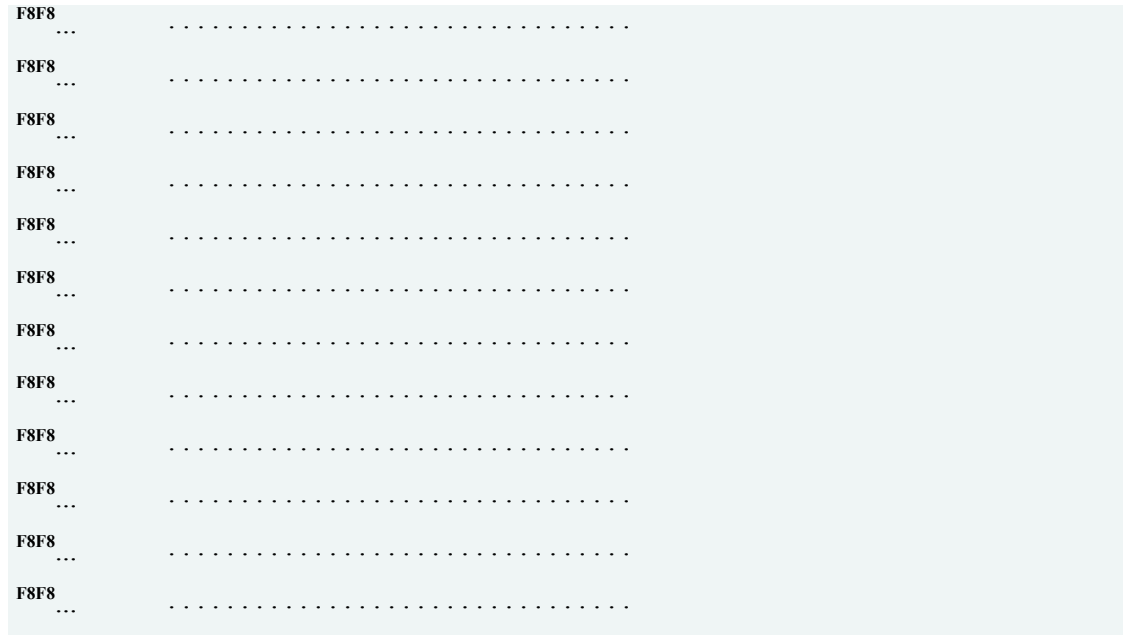 F8F8... . . . . . . . . . . . . . . . . . . . . . . . . . . . . . . . .
F8F8... . . . . . . . . . . . . . . . . . . . . . . . . . . . . . . . .
F8F8... . . . . . . . . . . . . . . . . . . . . . . . . . . . . . . . .
F8F8... . . . . . . . . . . . . . . . . . . . . . . . . . . . . . . . .
F8F8... . . . . . . . . . . . . . . . . . . . . . . . . . . . . . . . .
F8F8... . . . . . . . . . . . . . . . . . . . . . . . . . . . . . . . .
F8F8... . . . . . . . . . . . . . . . . . . . . . . . . . . . . . . . .
F8F8... . . . . . . . . . . . . . . . . . . . . . . . . . . . . . . . .
F8F8... . . . . . . . . . . . . . . . . . . . . . . . . . . . . . . . .
F8F8... . . . . . . . . . . . . . . . . . . . . . . . . . . . . . . . .
F8F8... . . . . . . . . . . . . . . . . . . . . . . . . . . . . . . . .
F8F8... . . . . . . . . . . . . . . . . . . . . . . . . . . . . . . . .